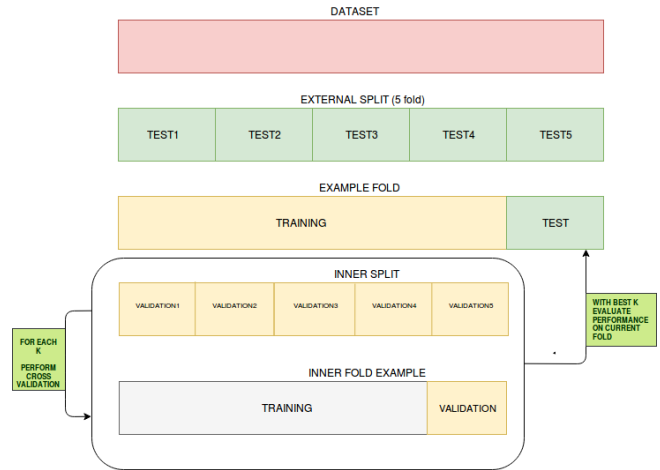 DATASET
EXTERNAL SPLIT (5 fold)
TEST1 TEST2 TEST3 TEST4 TEST5
EXAMPLE FOLD
TRAINING TEST
INNER SPLIT
VALIDATION1 VALIDATION2 VALIDATION3 VALIDATION4 VALIDATION5
WITH BEST K
EVALUATE
PERFORMANCE
ON CURRENT
FOLD
FOR EACH
K
PERFORM
CROSS
VALIDATION
INNER FOLD EXAMPLE
TRAINING VALIDATION